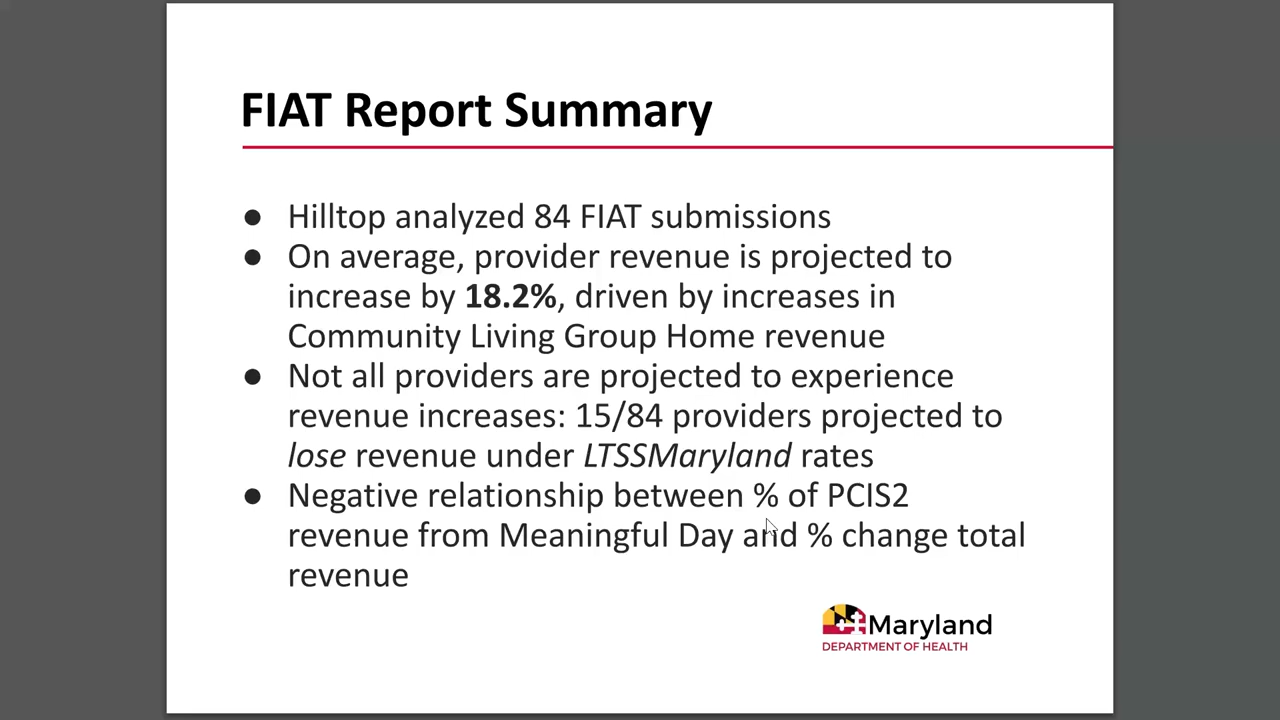 FIAT Report Summary
● Hilltop analyzed 84 FIAT submissions
● On average, provider revenue is projected to
increase by 18.2%, driven by increases in
Community Living Group Home revenue
● Not all providers are projected to experience
revenue increases: 15/84 providers projected to
lose revenue under LTSSMaryland rates
● Negative relationship between % of PCIS2
revenue from Meaningful Day and % change total
revenue
Maryland
DEPARTMENT OF HEALTH